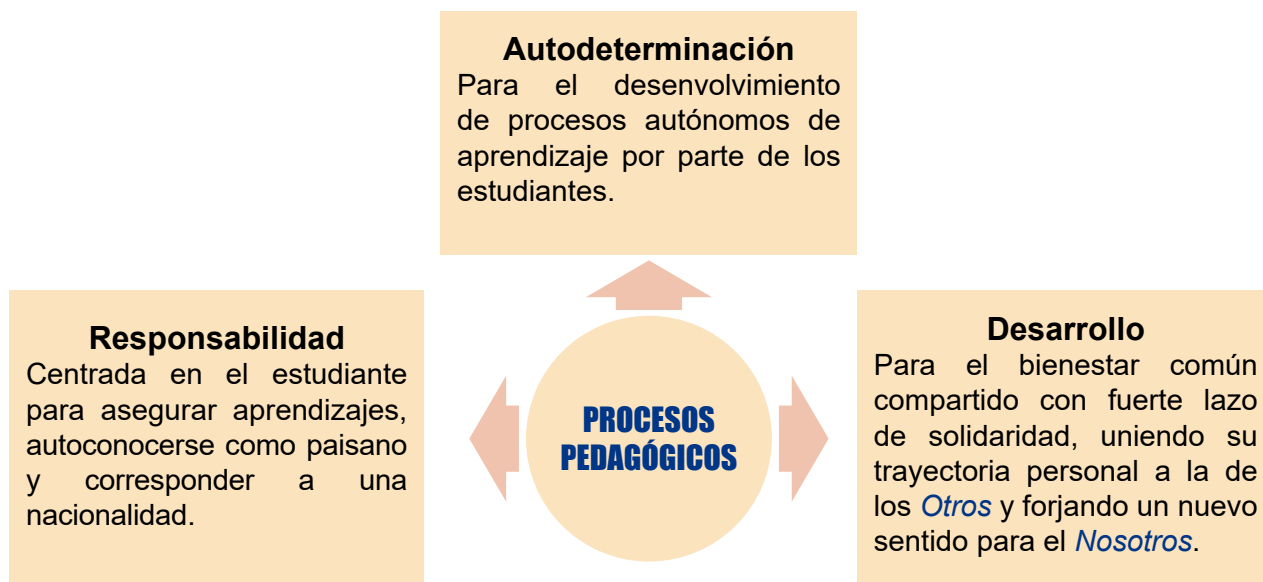 Autodeterminación
Para el desenvolvimiento
de procesos autónomos de
aprendizaje por parte de los
estudiantes.
Responsabilidad
Centrada en el estudiante
para asegurar aprendizajes,
autoconocerse como paisano
y corresponder a una
nacionalidad.
PROCESOS
PEDAGÓGICOS
Desarrollo
Para el bienestar común
compartido con fuerte lazo
de solidaridad, uniendo su
trayectoria personal a la de
los Otros y forjando un nuevo
sentido para el Nosotros.